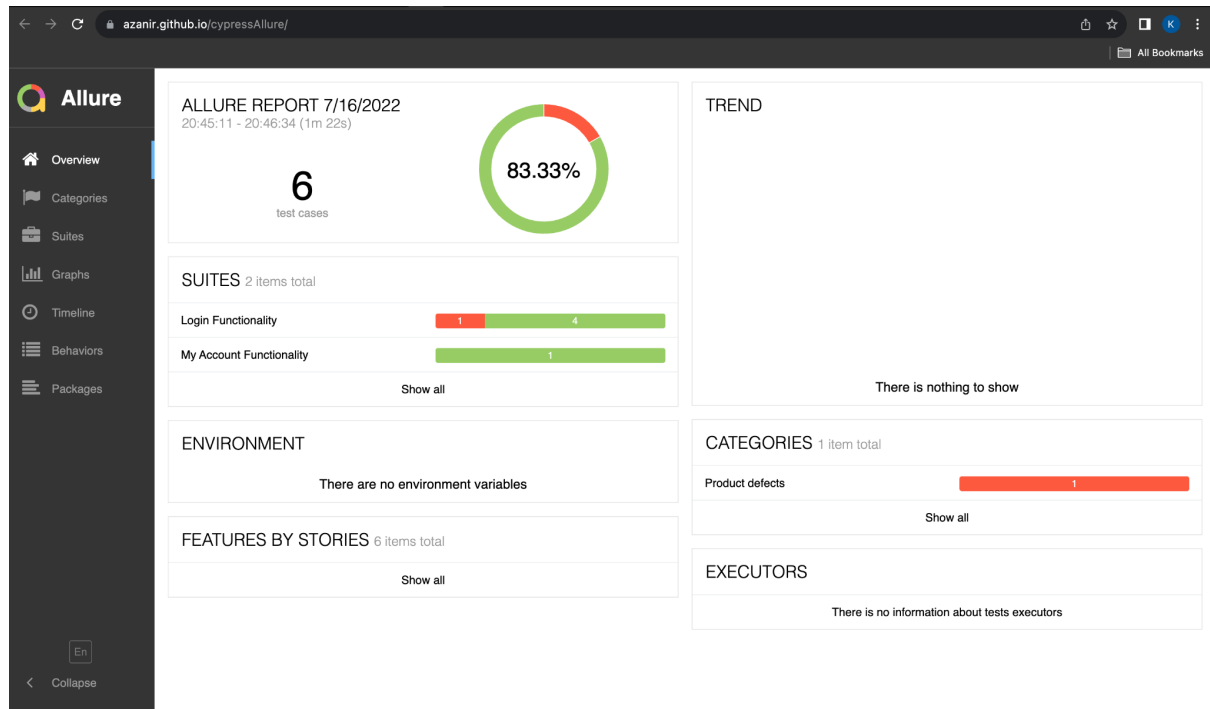 azanir.github.io/cypressAllure/
K
All Bookmarks
Allure
Overview
Categories
Suites
Graphs
Timeline
Behaviors
Packages
En
Collapse
ALLURE REPORT 7/16/2022
20:45:11 - 20:46:34 (1m 22s)
6
test cases
83.33%
SUITES 2 items total
Login Functionality 1 4
My Account Functionality 1
Show all
ENVIRONMENT
There are no environment variables
FEATURES BY STORIES 6 items total
Show all
TREND
There is nothing to show
CATEGORIES 1 item total
Product defects 1
Show all
EXECUTORS
There is no information about tests executors